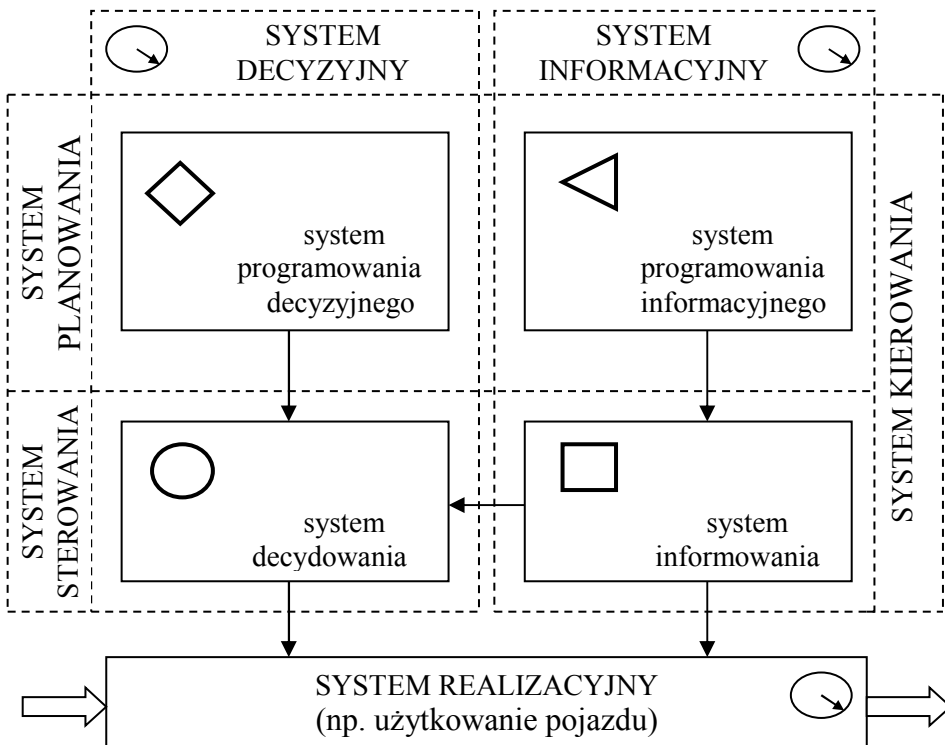 SYSTEM
DECYZYJNY
SYSTEM
INFORMACYJNY
SYSTEM
PLANOWANIA
system
programowania
decyzyjnego
system
programowania
informacyjnego
SYSTEM KIEROWANIA
SYSTEM
STEROWANIA
system
decydowania
system
informowania
SYSTEM REALIZACYJNY
(np. użytkowanie pojazdu)